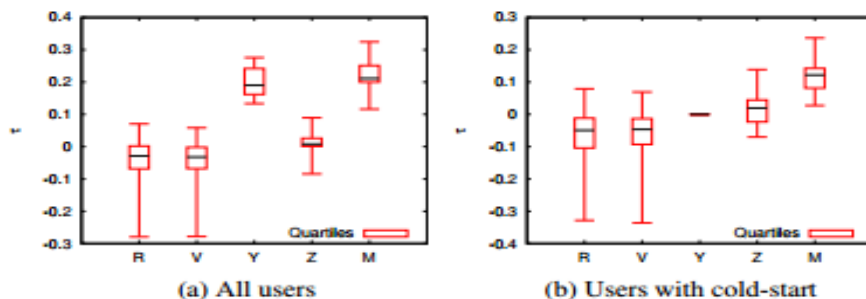 0.4
0.3
0.2
0.1
0
-0.1
-0.2
-0.3
τ
R V Y Z M
Quartiles
(a) All users
0.3
0.2
0.1
0
-0.1
-0.2
-0.3
-0.4
τ
R V Y Z M
Quartiles
(b) Users with cold-start